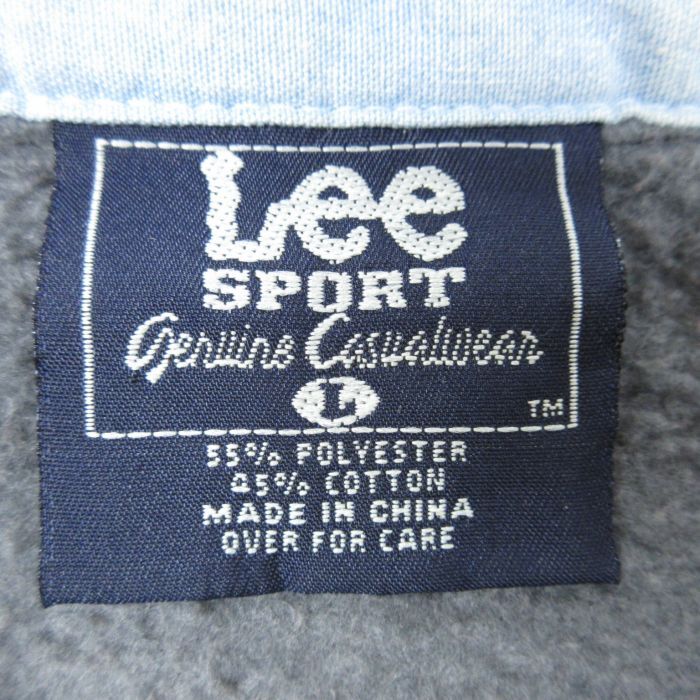 Lee
SPORT
Genuine Casualwear
L
TM
55% POLYESTER
45% COTTON
MADE IN CHINA
OVER FOR CARE